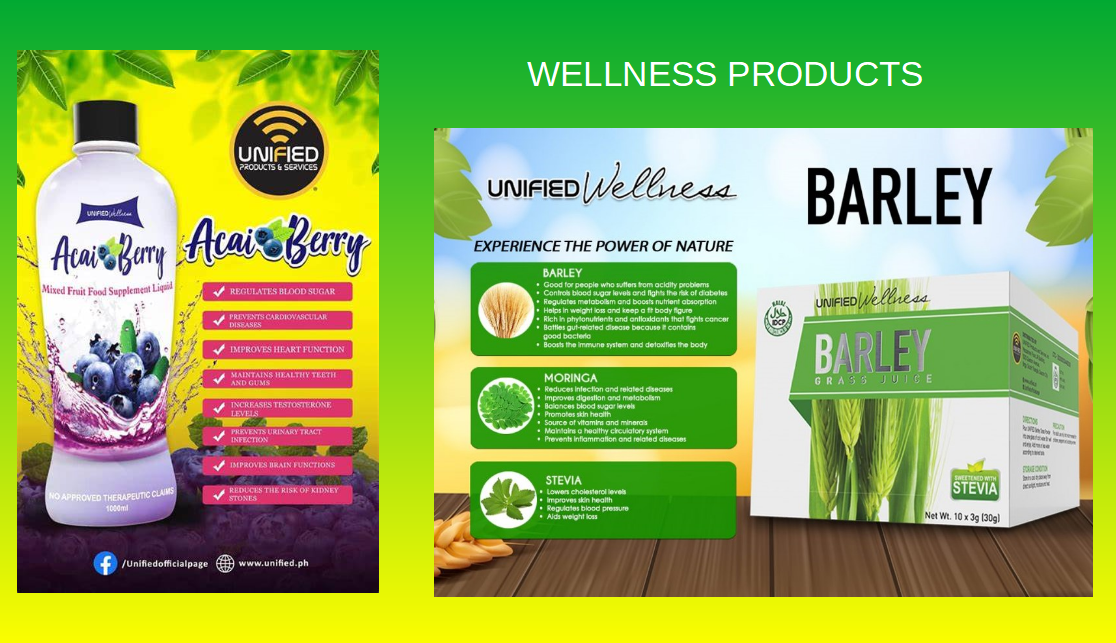 WELLNESS PRODUCTS
UNIFIED
PRODUCTS & SERVICES
Acai Berry
UNIFIED Wellness
Acai Berry
Mixed Fruit Food Supplement Liquid
NO APPROVED THERAPEUTIC CLAIMS
1000ml
REGULATES BLOOD SUGAR
PREVENTS CARDIOVASCULAR
DISEASES
IMPROVES HEART FUNCTION
MAINTAINS HEALTHY TEETH
AND GUMS
INCREASES TESTOSTERONE
LEVELS
PREVENTS URINARY TRACT
INFECTION
IMPROVES BRAIN FUNCTIONS
REDUCES THE RISK OF KIDNEY
STONES
/Unifiedofficialpage
www.unified.ph
UNIFIED Wellness
EXPERIENCE THE POWER OF NATURE
BARLEY
• Good for people who suffers from acidity problems
• Controls blood sugar levels and fights the risk of diabetes
• Regulates metabolism and boosts nutrient absorption
• Helps in weight loss and keep a fit body figure
• Rich in phytonutrients and antioxidants that fights cancer
• Battles gut-related disease because it contains
good bacteria
• Boosts the immune system and detoxifies the body
MORINGA
• Reduces infection and related diseases
• Improves digestion and metabolism
• Balances blood sugar levels
• Promotes skin health
• Source of vitamins and minerals
• Maintains a healthy circulatory system
• Prevents inflammation and related diseases
STEVIA
• Lowers cholesterol levels
• Improves skin health
• Regulates blood pressure
• Aids weight loss
BARLEY
UNIFIED Wellness
HALAL
IDCP
BARLEY
GRASS JUICE
SWEETENED WITH
STEVIA
Net Wt. 10 x 3g (30g)
DIRECTIONS
STORAGE CONDITION